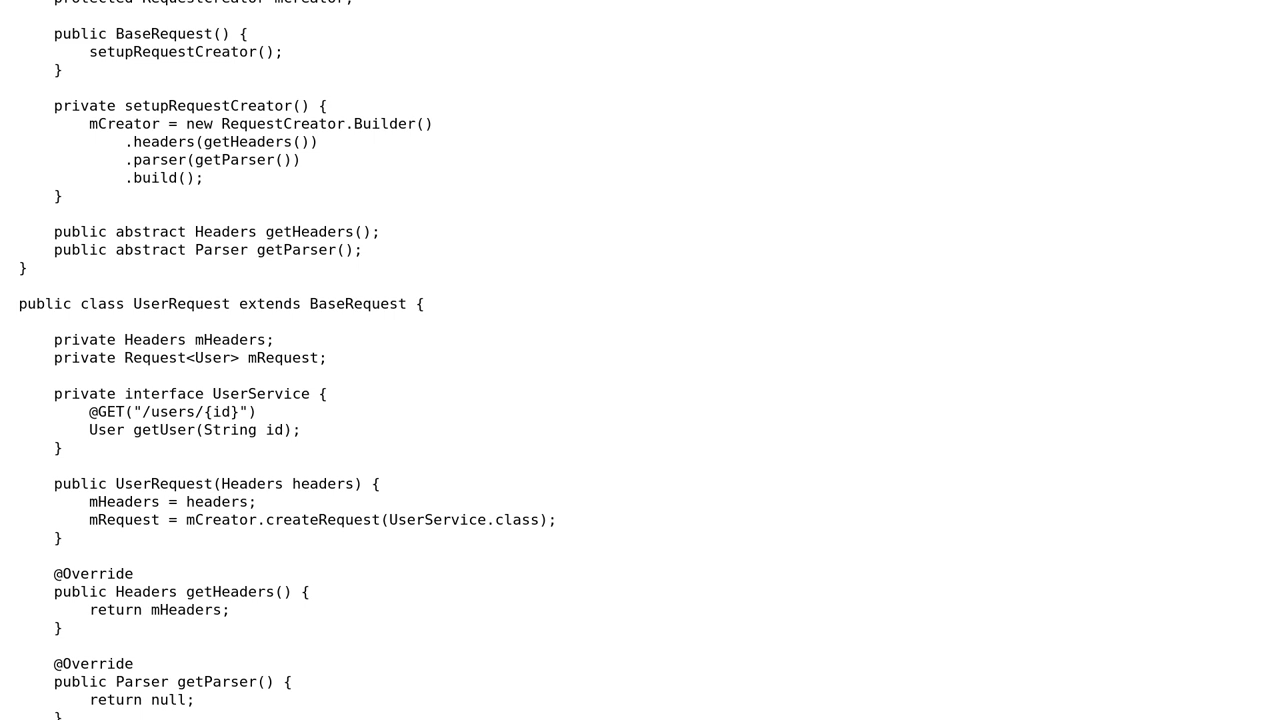 protected RequestCreator mCreator;

    public BaseRequest() {
        setupRequestCreator();
    }

    private setupRequestCreator() {
        mCreator = new RequestCreator.Builder()
            .headers(getHeaders())
            .parser(getParser())
            .build();
    }

    public abstract Headers getHeaders();
    public abstract Parser getParser();
}

public class UserRequest extends BaseRequest {

    private Headers mHeaders;
    private Request<User> mRequest;

    private interface UserService {
        @GET("/users/{id}")
        User getUser(String id);
    }

    public UserRequest(Headers headers) {
        mHeaders = headers;
        mRequest = mCreator.createRequest(UserService.class);
    }

    @Override
    public Headers getHeaders() {
        return mHeaders;
    }

    @Override
    public Parser getParser() {
        return null;
    }